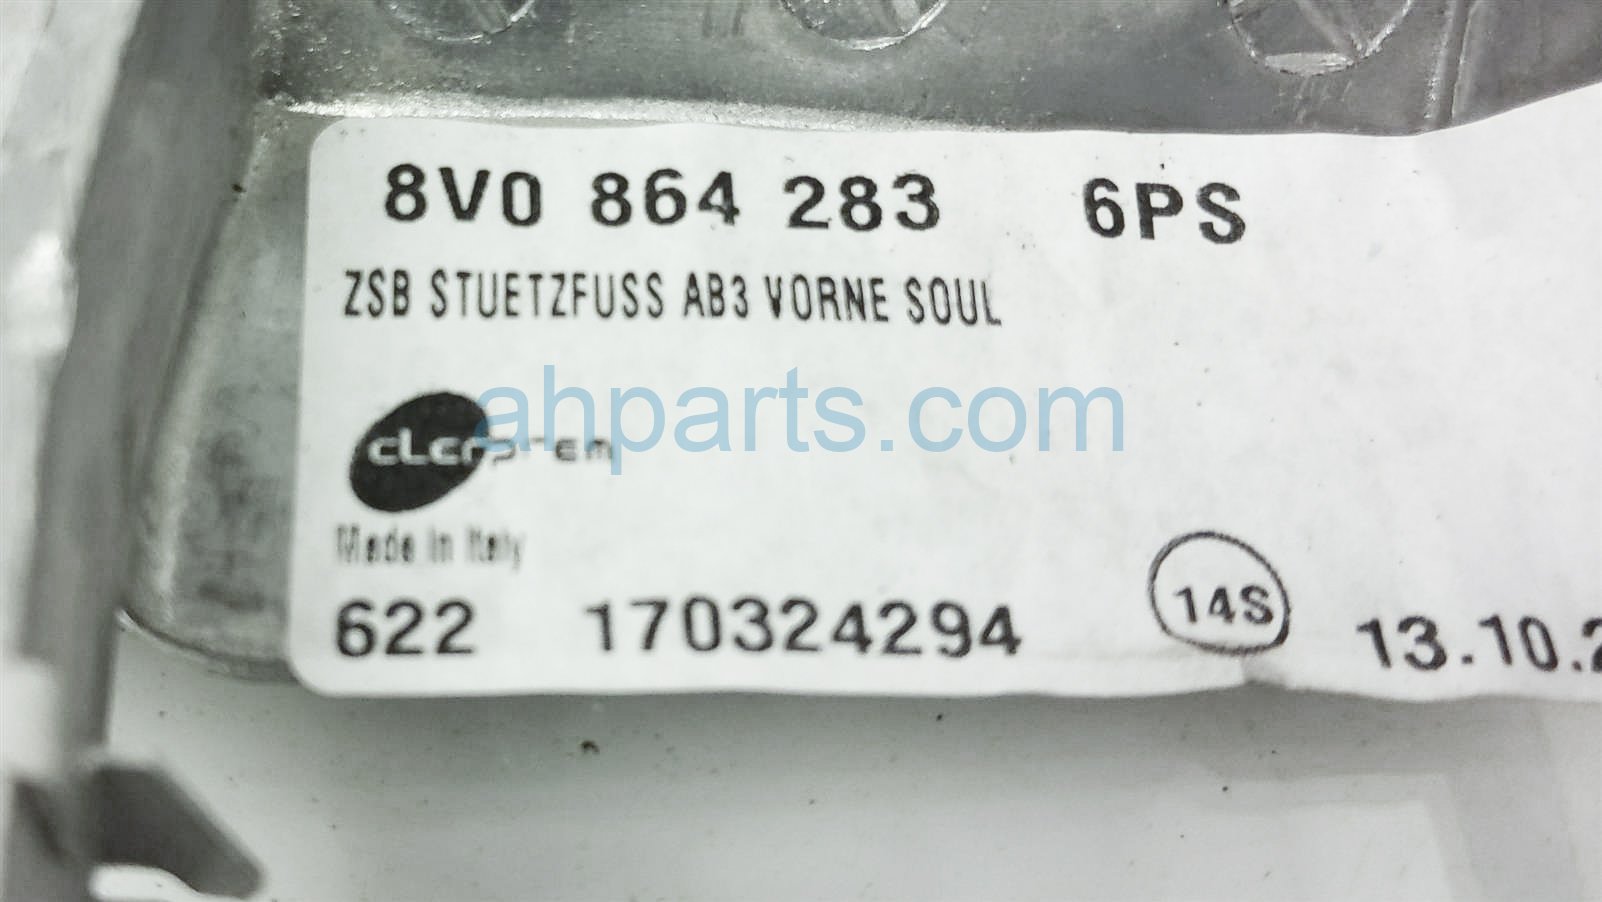 8V0 864 283 6PS
ZSB STUETZFUSS AB3 VORNE SOUL
ahparts.com
CLerprem
Made in Italy
622 170324294 14S 13.10.2